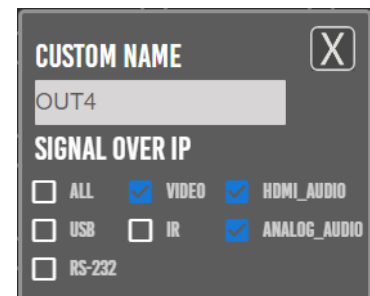 CUSTOM NAME X
OUT4
SIGNAL OVER IP
ALL VIDEO HDMI_AUDIO
USB IR ANALOG_AUDIO
RS-232